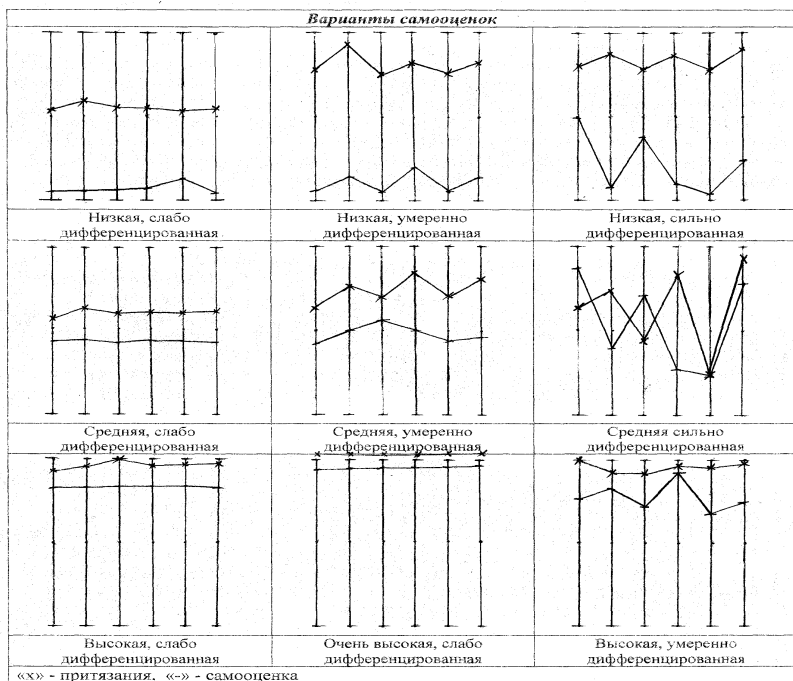 Варианты самооценок
Низкая, слабо
дифференцированная
Низкая, умеренно
дифференцированная
Низкая, сильно
дифференцированная
Средняя, слабо
дифференцированная
Средняя, умеренно
дифференцированная
Средняя сильно
дифференцированная
Высокая, слабо
дифференцированная
Очень высокая, слабо
дифференцированная
Высокая, умеренно
дифференцированная
«х» - притязания, «-» - самооценка